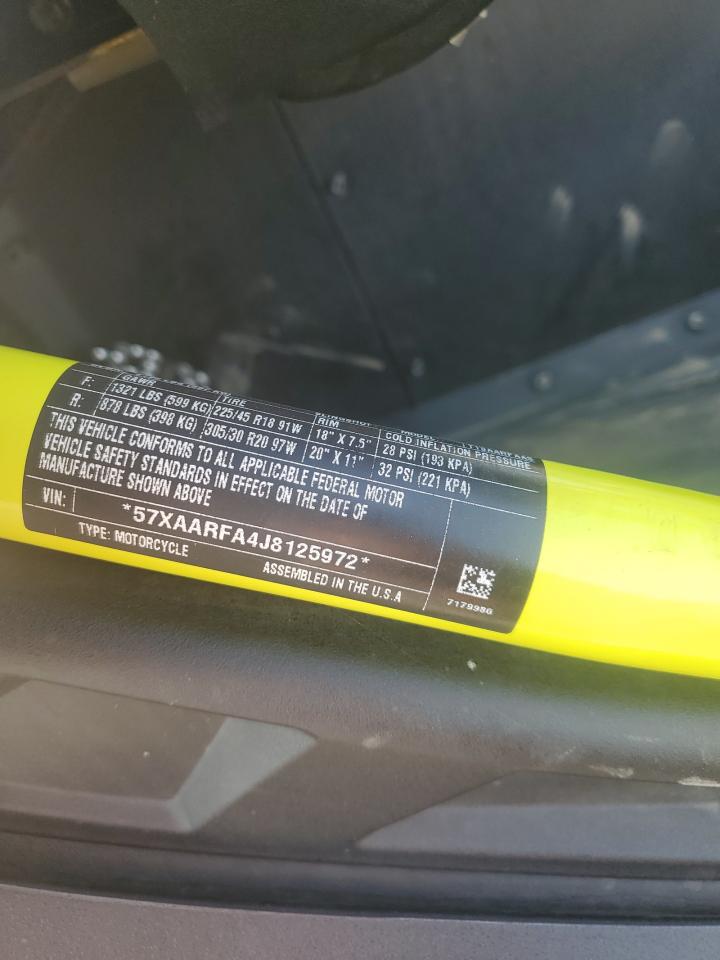 GAWR TIRE RIM COLD INFLATION PRESSURE
F: 1321 LBS (599 KG) 225/45 R18 91W 18" X 7.5" 28 PSI (193 KPA)
R: 878 LBS (398 KG) 305/30 R20 97W 20" X 11" 32 PSI (221 KPA)
THIS VEHICLE CONFORMS TO ALL APPLICABLE FEDERAL MOTOR
VEHICLE SAFETY STANDARDS IN EFFECT ON THE DATE OF
MANUFACTURE SHOWN ABOVE
VIN: *57XAARFA4J8125972*
TYPE: MOTORCYCLE ASSEMBLED IN THE U.S.A
7179986